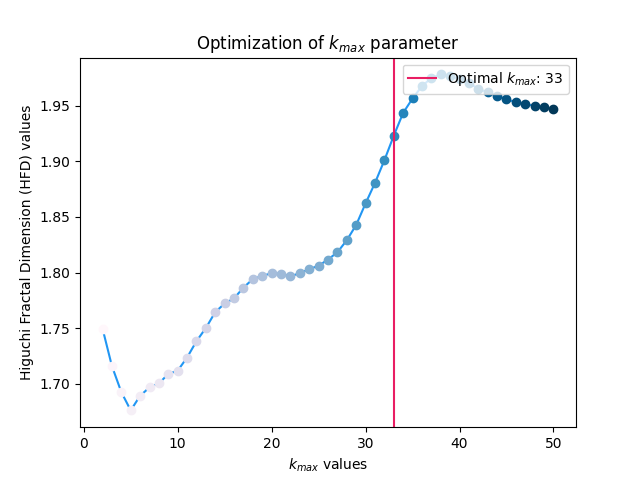 Optimization of k_max parameter
Optimal k_max: 33
Higuchi Fractal Dimension (HFD) values
1.95
1.90
1.85
1.80
1.75
1.70
0 10 20 30 40 50
k_max values